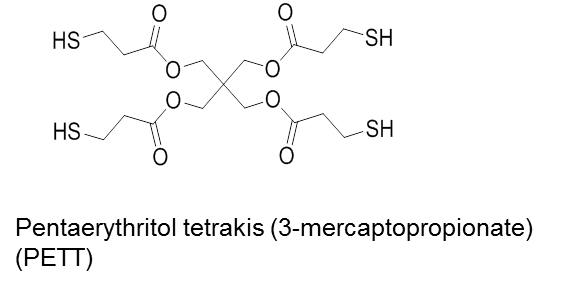 O O
HS SH
O O
O O
HS SH
O O
Pentaerythritol tetrakis (3-mercaptopropionate)
(PETT)